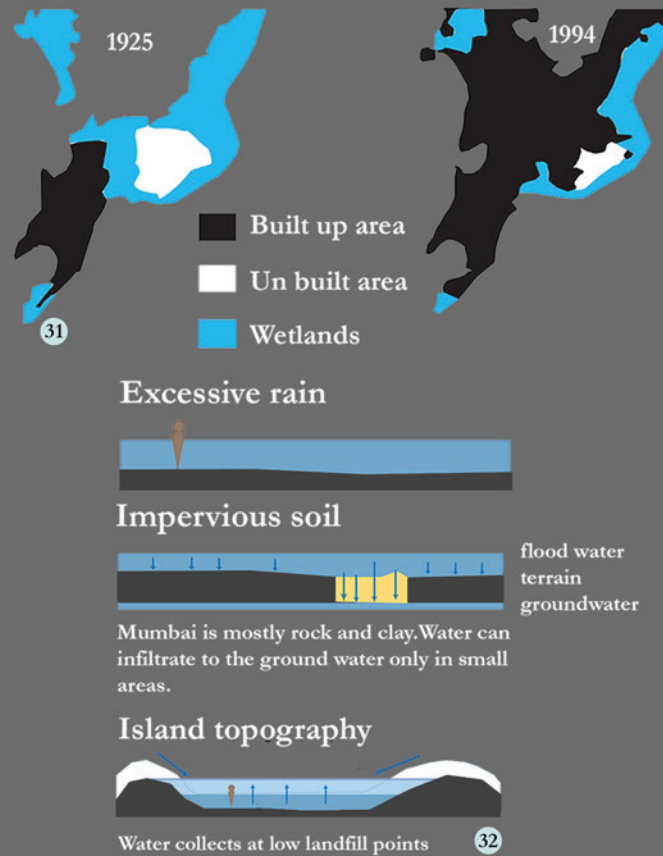 1925
1994
Built up area
Un built area
Wetlands
31
Excessive rain
Impervious soil
flood water
terrain
groundwater
Mumbai is mostly rock and clay.Water can
infiltrate to the ground water only in small
areas.
Island topography
Water collects at low landfill points
32